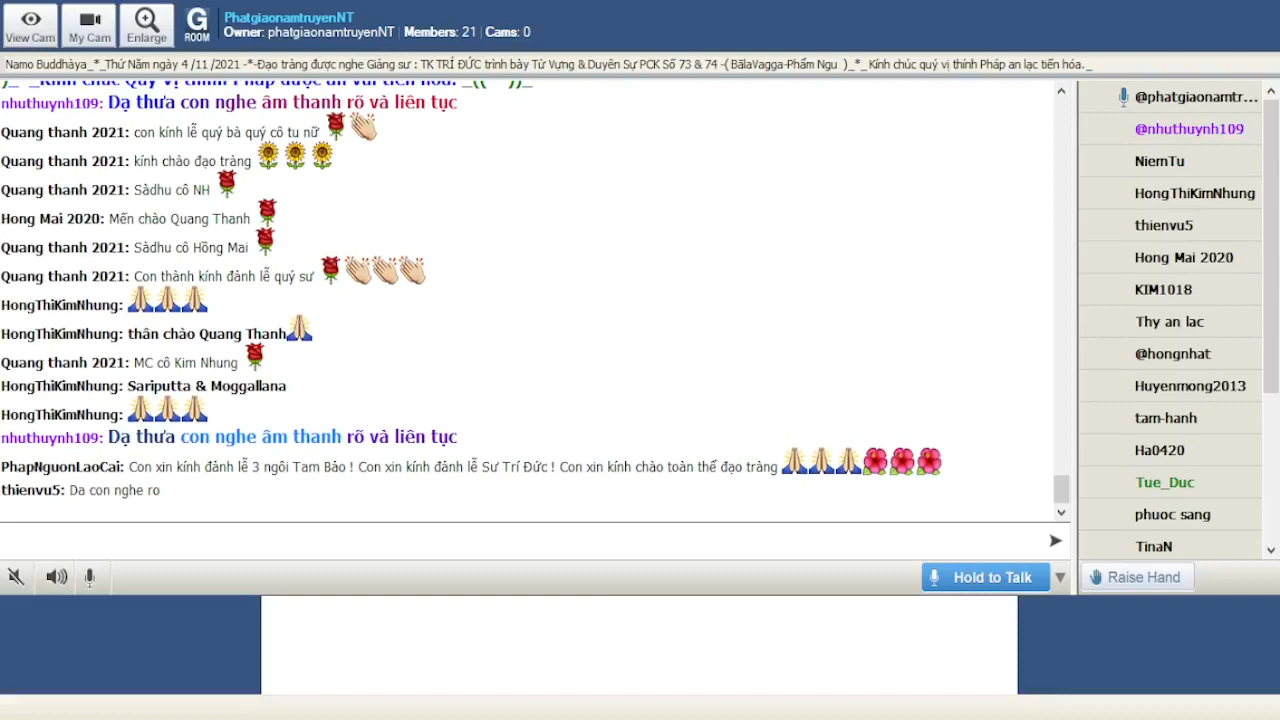 View Cam
My Cam
Enlarge
G
ROOM
PhatgiaonamtruyenNT
Owner: phatgiaonamtruyenNT | Members: 21 | Cams: 0
Namo Buddhàya_*_Thứ Năm ngày 4 /11 /2021 -*-Đạo tràng được nghe Giảng sư : TK TRÍ ĐỨC trình bày Từ Vựng & Duyên Sự PCK Số 73 & 74 -( BãlaVagga-Phẩm Ngu )_*_Kính chúc quý vị thính Pháp an lạc tiến hóa._
)_*_Kính chúc Quý vị thính Pháp được an vui tiến hóa. _((
nhuthuynh109: Dạ thưa con nghe âm thanh rõ và liên tục
Quang thanh 2021: con kính lễ quý bà quý cô tu nữ
Quang thanh 2021: kính chào đạo tràng
Quang thanh 2021: Sàdhu cô NH
Hong Mai 2020: Mến chào Quang Thanh
Quang thanh 2021: Sàdhu cô Hồng Mai
Quang thanh 2021: Con thành kính đảnh lễ quý sư
HongThiKimNhung:
HongThiKimNhung: thân chào Quang Thanh
Quang thanh 2021: MC cô Kim Nhung
HongThiKimNhung: Sariputta & Moggallana
HongThiKimNhung:
nhuthuynh109: Dạ thưa con nghe âm thanh rõ và liên tục
PhapNguonLaoCai: Con xin kính đảnh lễ 3 ngôi Tam Bảo ! Con xin kính đảnh lễ Sư Trí Đức ! Con xin kính chào toàn thể đạo tràng
thienvu5: Da con nghe ro
@phatgiaonamtr...
@nhuthuynh109
NiemTu
HongThiKimNhung
thienvu5
Hong Mai 2020
KIM1018
Thy an lac
@hongnhat
Huyenmong2013
tam-hanh
Ha0420
Tue_Duc
phuoc sang
TinaN
Hold to Talk
Raise Hand